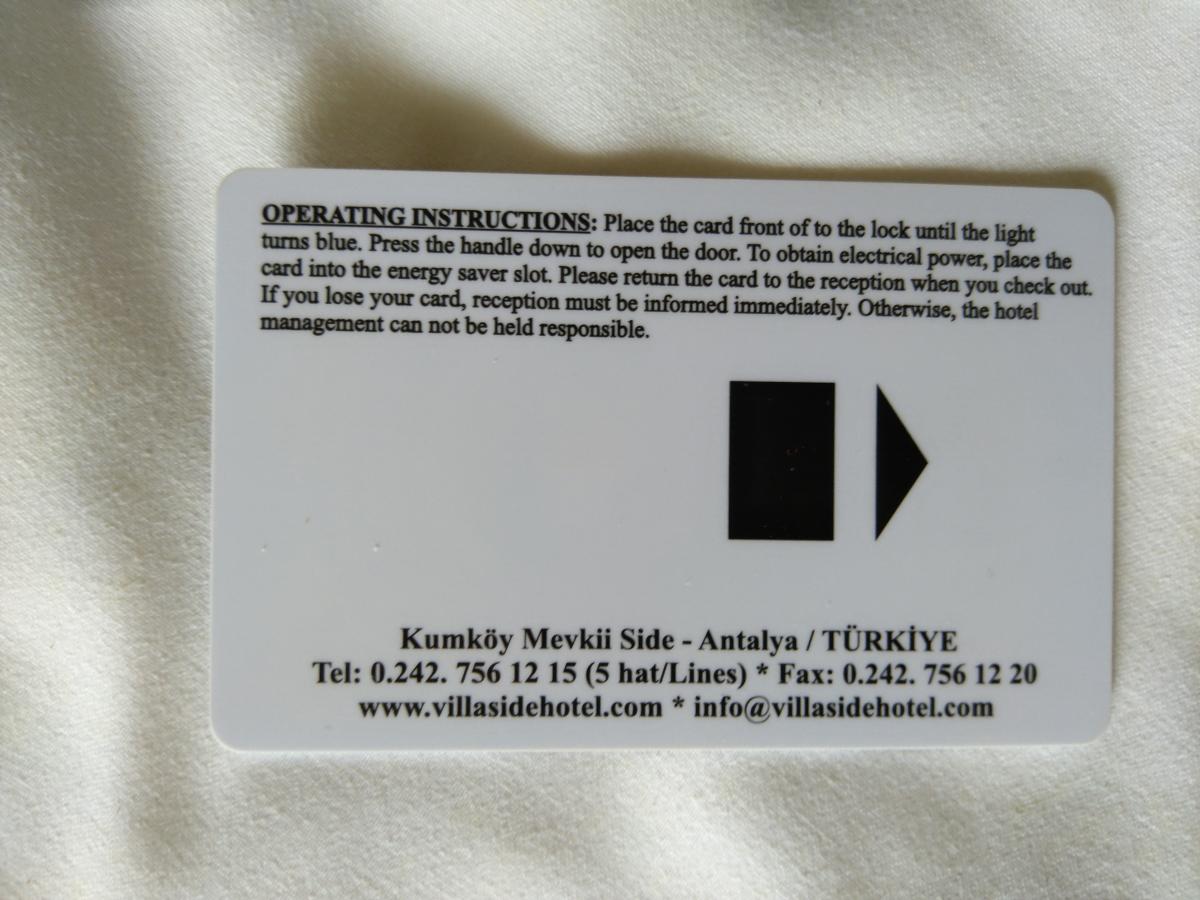 OPERATING INSTRUCTIONS: Place the card front of to the lock until the light
turns blue. Press the handle down to open the door. To obtain electrical power, place the
card into the energy saver slot. Please return the card to the reception when you check out.
If you lose your card, reception must be informed immediately. Otherwise, the hotel
management can not be held responsible.
Kumköy Mevkii Side - Antalya / TÜRKİYE
Tel: 0.242. 756 12 15 (5 hat/Lines) * Fax: 0.242. 756 12 20
www.villasidehotel.com * info@villasidehotel.com